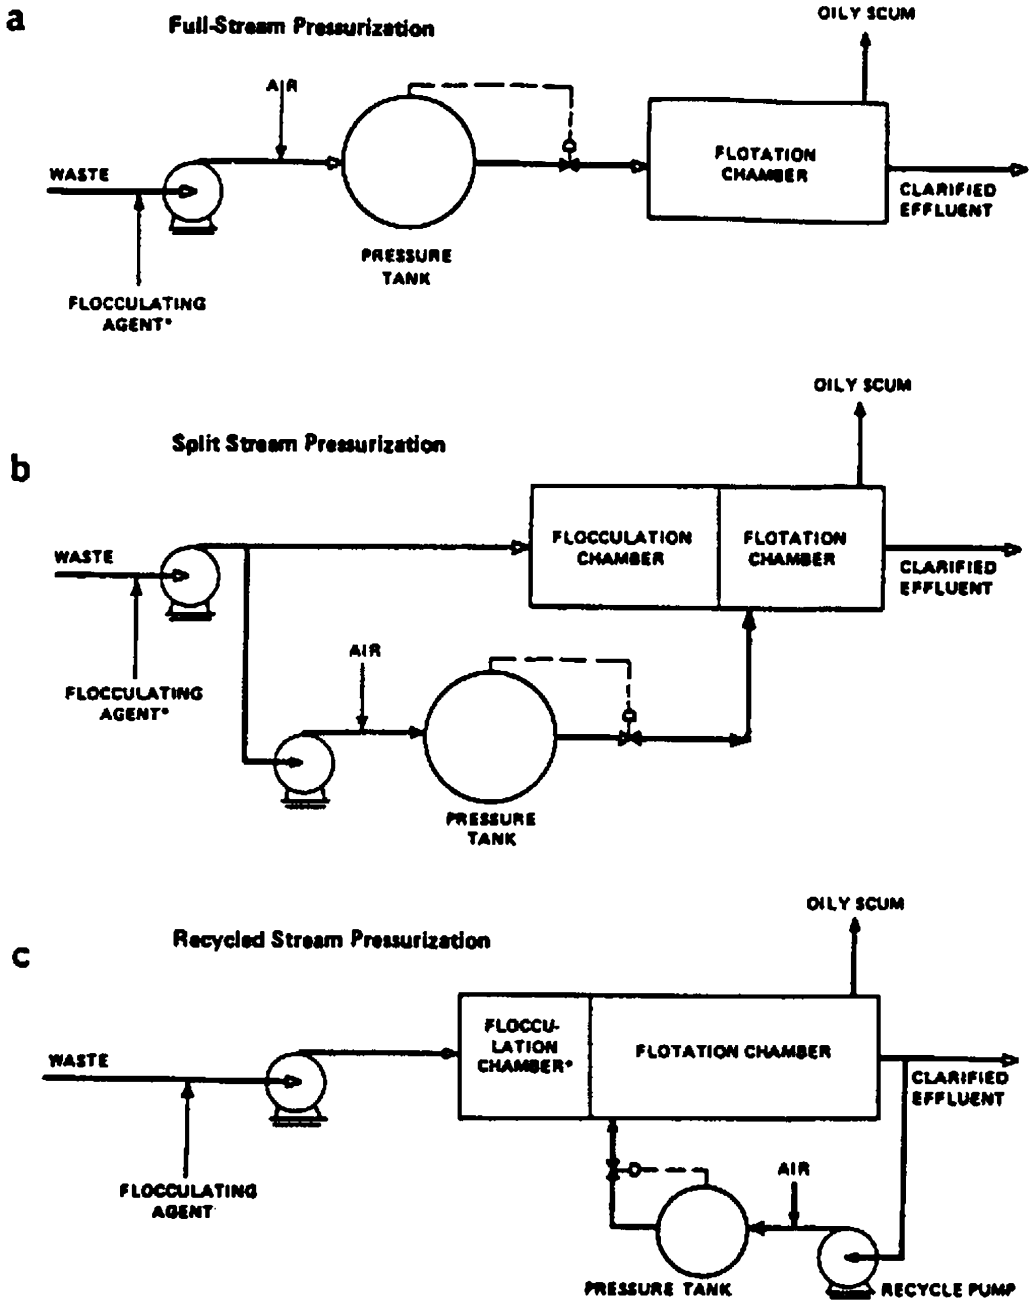 a
Full-Stream Pressurization
OILY SCUM
AIR
WASTE
FLOTATION
CHAMBER
CLARIFIED
EFFLUENT
PRESSURE
TANK
FLOCCULATING
AGENT*
OILY SCUM
b
Split Stream Pressurization
WASTE
FLOCCULATION
CHAMBER
FLOTATION
CHAMBER
CLARIFIED
EFFLUENT
AIR
FLOCCULATING
AGENT*
PRESSURE
TANK
OILY SCUM
c
Recycled Stream Pressurization
WASTE
FLOCCU-
LATION
CHAMBER*
FLOTATION CHAMBER
CLARIFIED
EFFLUENT
FLOCCULATING
AGENT
AIR
PRESSURE TANK
RECYCLE PUMP